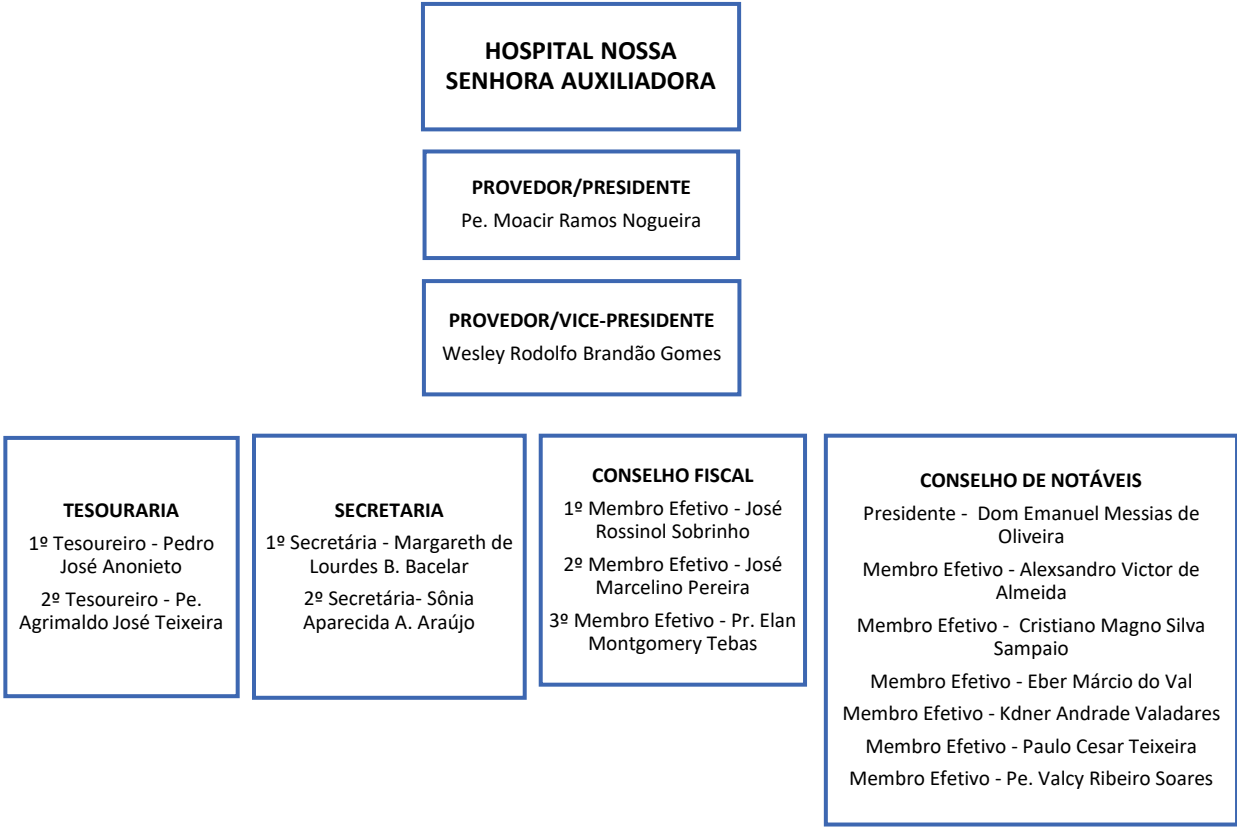 HOSPITAL NOSSA
SENHORA AUXILIADORA
PROVEDOR/PRESIDENTE
Pe. Moacir Ramos Nogueira
PROVEDOR/VICE-PRESIDENTE
Wesley Rodolfo Brandão Gomes
TESOURARIA
1º Tesoureiro - Pedro
José Anonieto
2º Tesoureiro - Pe.
Agrimaldo José Teixeira
SECRETARIA
1º Secretária - Margareth de
Lourdes B. Bacelar
2º Secretária- Sônia
Aparecida A. Araújo
CONSELHO FISCAL
1º Membro Efetivo - José
Rossinol Sobrinho
2º Membro Efetivo - José
Marcelino Pereira
3º Membro Efetivo - Pr. Elan
Montgomery Tebas
CONSELHO DE NOTÁVEIS
Presidente - Dom Emanuel Messias de
Oliveira
Membro Efetivo - Alexsandro Victor de
Almeida
Membro Efetivo - Cristiano Magno Silva
Sampaio
Membro Efetivo - Eber Márcio do Val
Membro Efetivo - Kdner Andrade Valadares
Membro Efetivo - Paulo Cesar Teixeira
Membro Efetivo - Pe. Valcy Ribeiro Soares